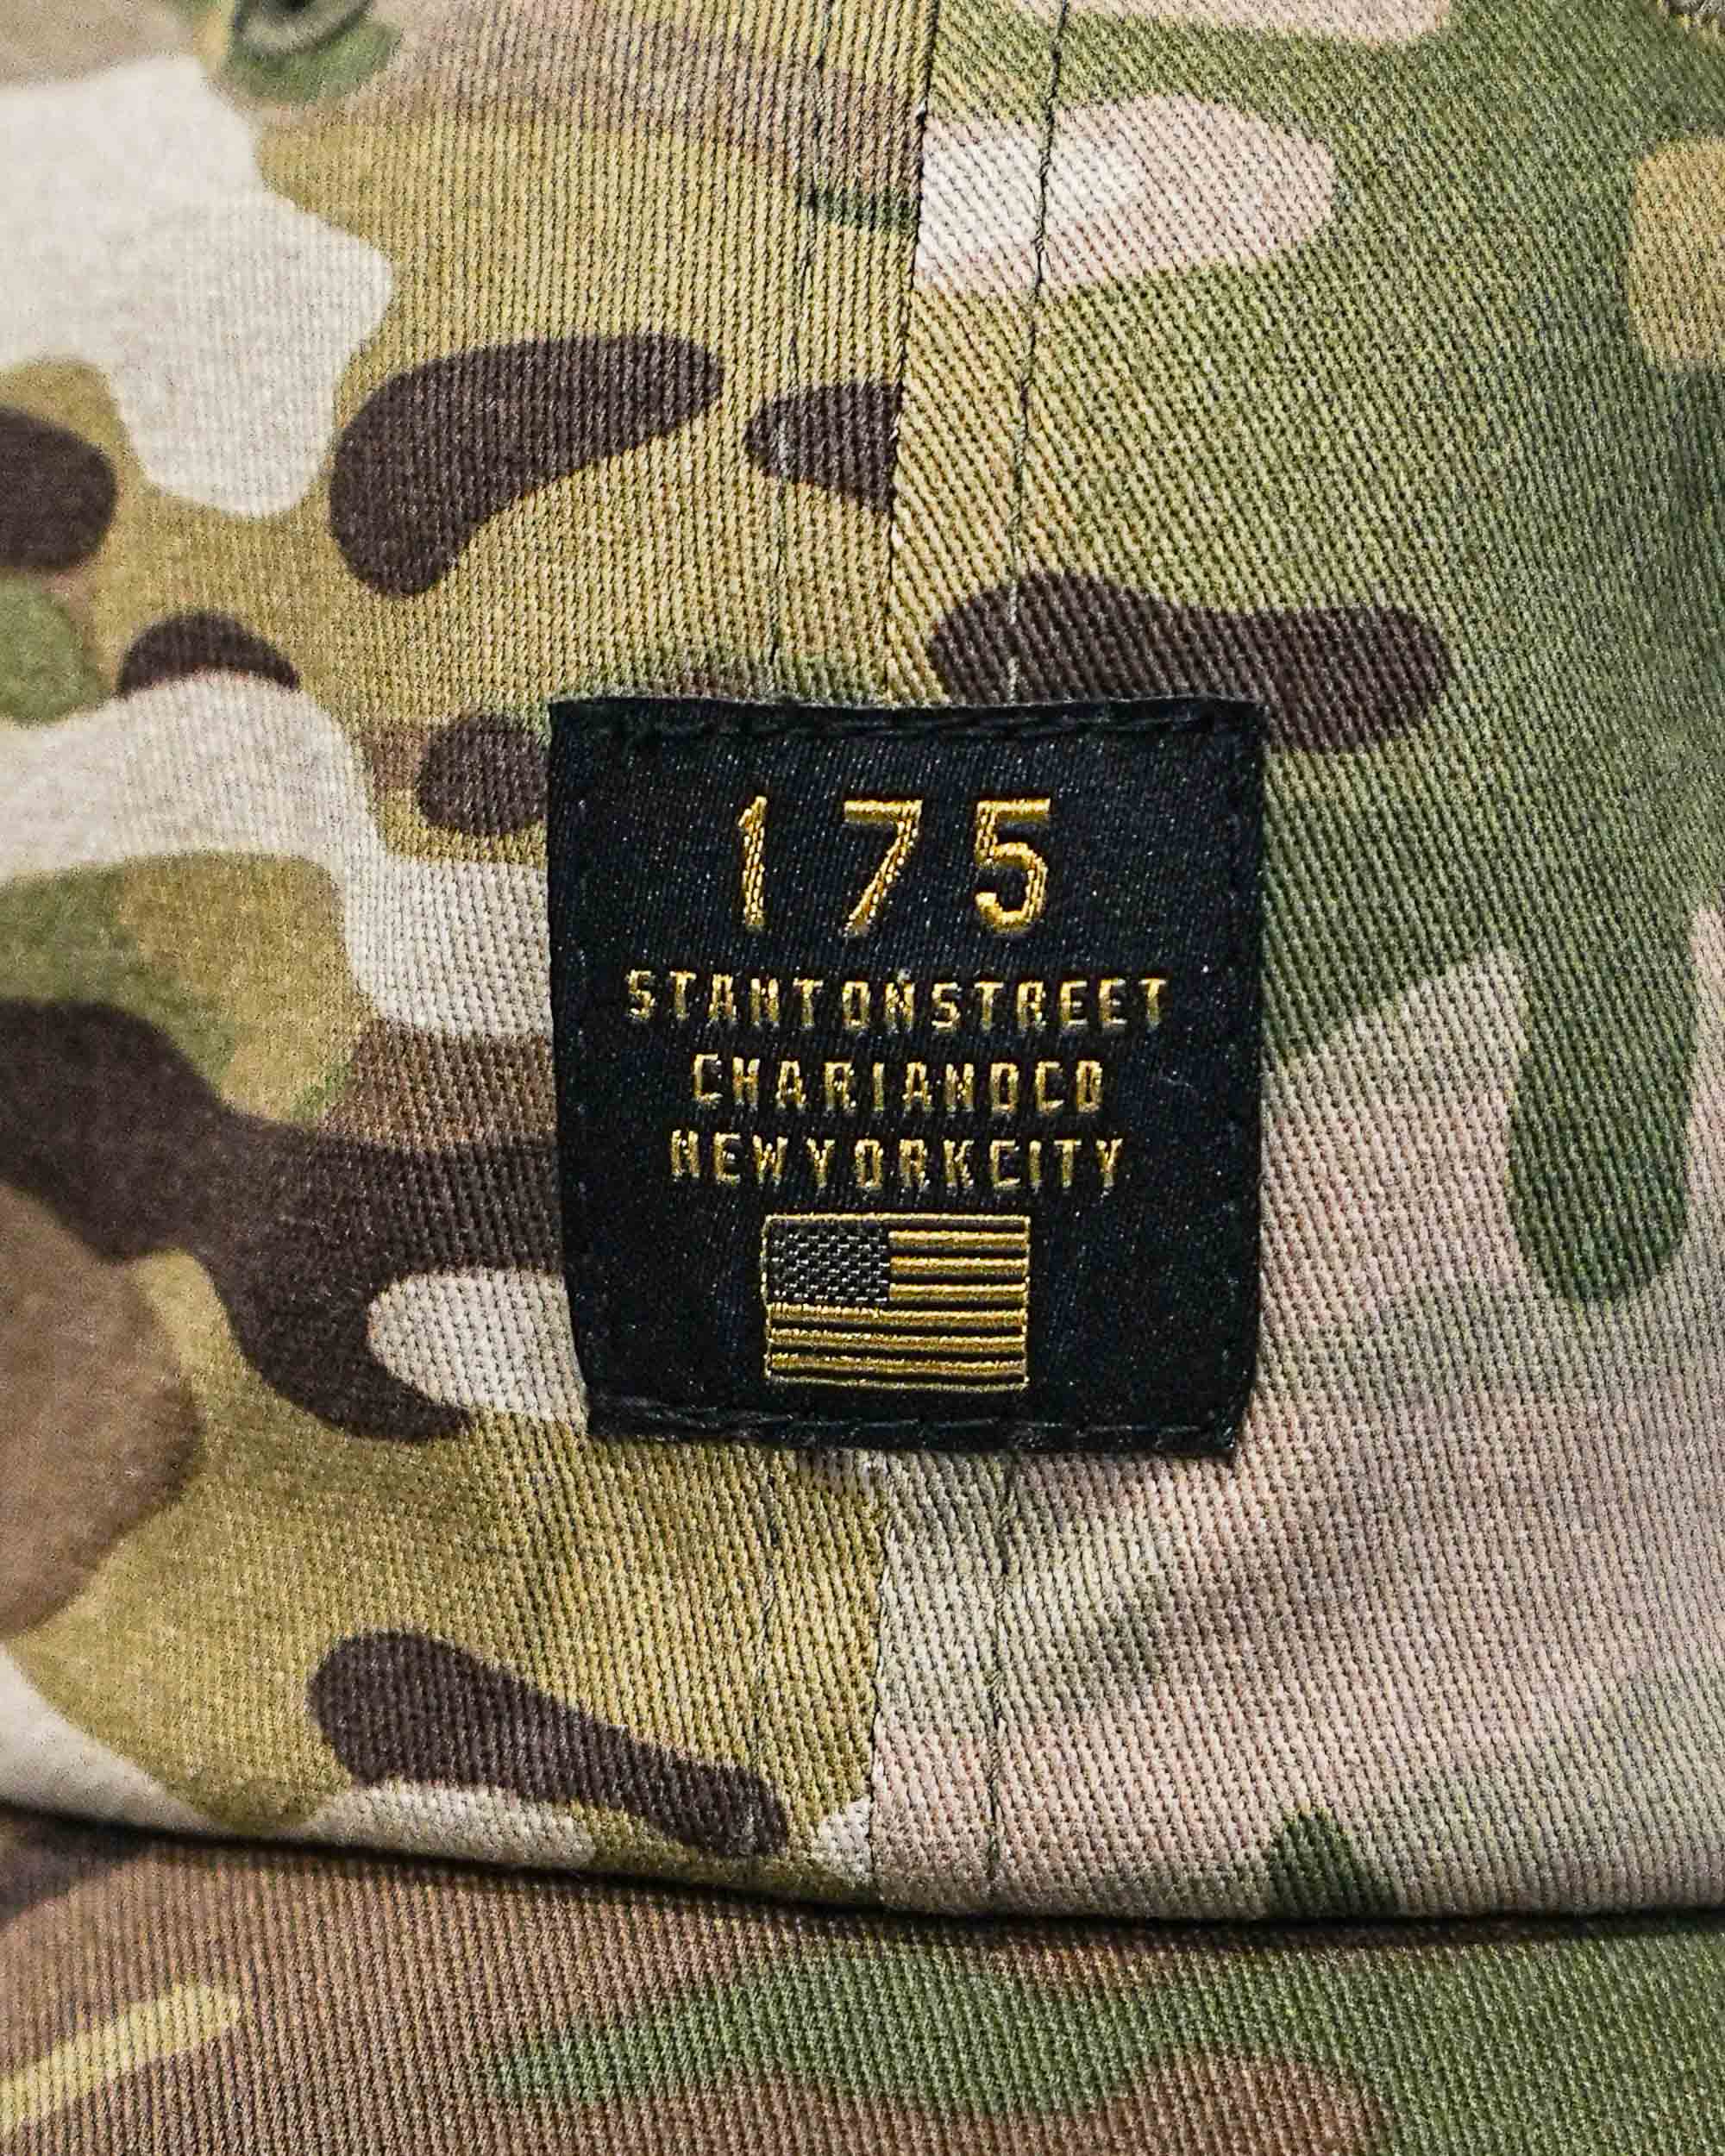 175
STANTONSTREET
CHARIANDCO
NEWYORKCITY